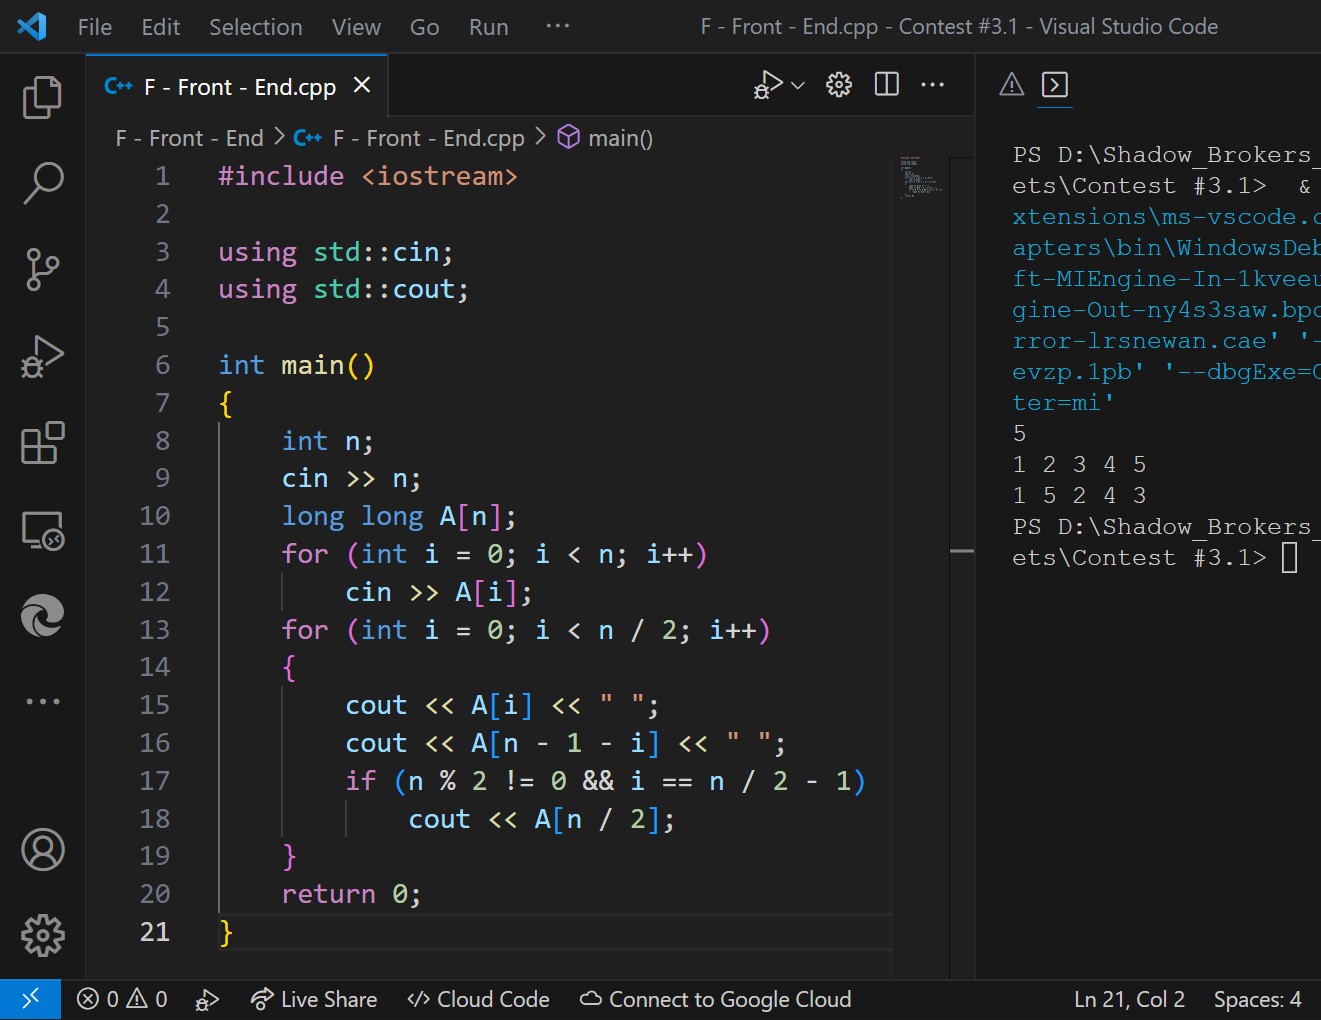 File Edit Selection View Go Run ··· F - Front - End.cpp - Contest #3.1 - Visual Studio Code
C++ F - Front - End.cpp ×
F - Front - End > C++ F - Front - End.cpp > main()
1 #include <iostream>
2
3 using std::cin;
4 using std::cout;
5
6 int main()
7 {
8 int n;
9 cin >> n;
10 long long A[n];
11 for (int i = 0; i < n; i++)
12 cin >> A[i];
13 for (int i = 0; i < n / 2; i++)
14 {
15 cout << A[i] << " ";
16 cout << A[n - 1 - i] << " ";
17 if (n % 2 != 0 && i == n / 2 - 1)
18 cout << A[n / 2];
19 }
20 return 0;
21 }
PS D:\Shadow_Brokers_
ets\Contest #3.1> &
xtensions\ms-vscode.c
apters\bin\WindowsDeb
ft-MIEngine-In-1kveeu
gine-Out-ny4s3saw.bpc
rror-lrsnewan.cae' '-
evzp.1pb' '--dbgExe=C
ter=mi'
5
1 2 3 4 5
1 5 2 4 3
PS D:\Shadow_Brokers_
ets\Contest #3.1>
0 0 Live Share </> Cloud Code Connect to Google Cloud Ln 21, Col 2 Spaces: 4